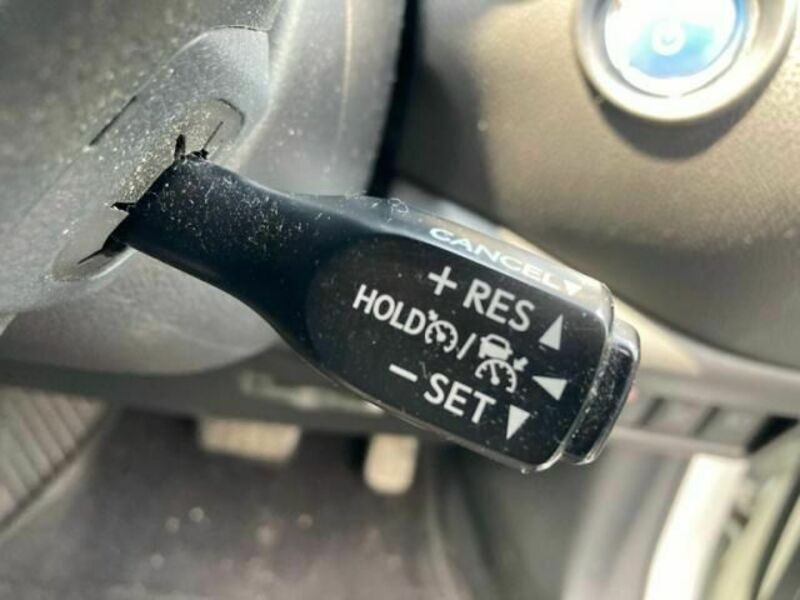 CANCEL▼
+ RES ▲
HOLD / ◀
- SET ▼